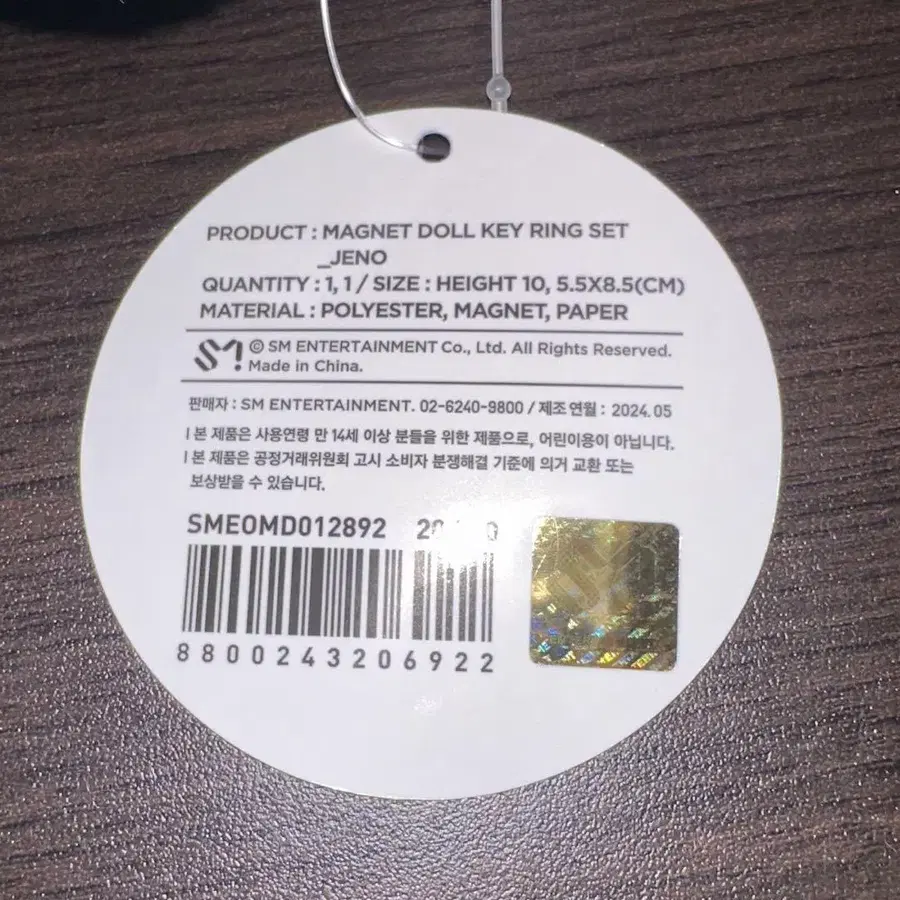 PRODUCT : MAGNET DOLL KEY RING SET
_JENO
QUANTITY : 1, 1 / SIZE : HEIGHT 10, 5.5X8.5(CM)
MATERIAL : POLYESTER, MAGNET, PAPER
SM
© SM ENTERTAINMENT Co., Ltd. All Rights Reserved.
Made in China.
판매자 : SM ENTERTAINMENT. 02-6240-9800 / 제조 연월 : 2024. 05
| 본 제품은 사용연령 만 14세 이상 분들을 위한 제품으로, 어린이용이 아닙니다.
| 본 제품은 공정거래위원회 고시 소비자 분쟁해결 기준에 의거 교환 또는
보상받을 수 있습니다.
SMEOMD012892
8800243206922